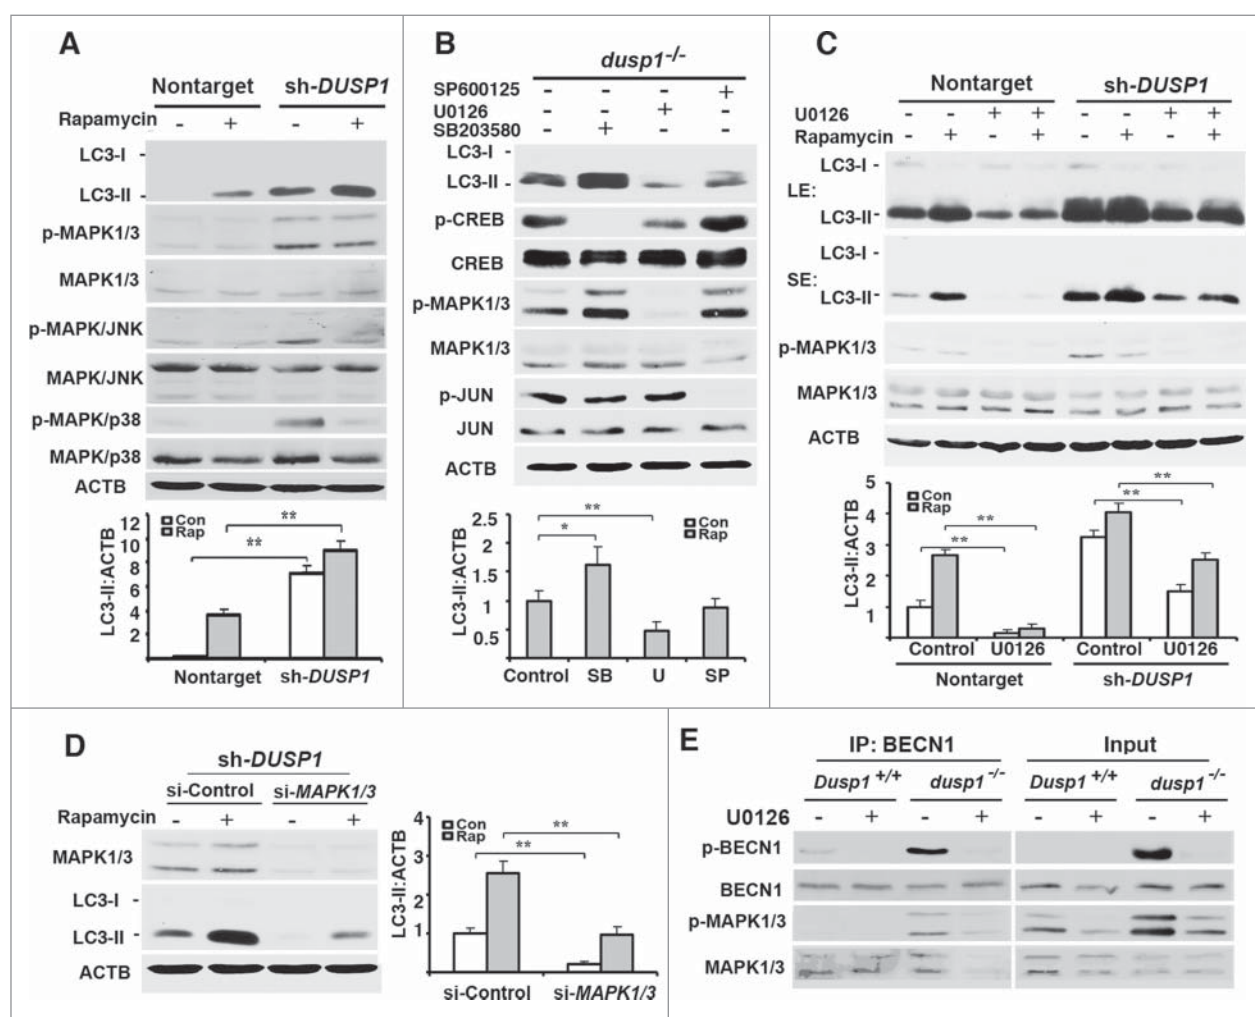 A
Nontarget sh-DUSP1
Rapamycin - + - +
LC3-I -
LC3-II -
p-MAPK1/3
MAPK1/3
p-MAPK/JNK
MAPK/JNK
p-MAPK/p38
MAPK/p38
ACTB
LC3-II:ACTB
12
10
8
6
4
2
Con
Rap
**
**
Nontarget sh-DUSP1
B
dusp1-/-
SP600125 - - - +
U0126 - - + -
SB203580 - + - -
LC3-I -
LC3-II -
p-CREB
CREB
p-MAPK1/3
MAPK1/3
p-JUN
JUN
ACTB
LC3-II:ACTB
2.5
2
1.5
1
0.5
Con
Rap
**
*
Control SB U SP
C
Nontarget sh-DUSP1
U0126 - - + + - - + +
Rapamycin - + - + - + - +
LC3-I -
LE:
LC3-II -
LC3-I -
SE:
LC3-II -
p-MAPK1/3
MAPK1/3
ACTB
LC3-II:ACTB
5
4
3
2
1
Con
Rap
**
**
**
**
Control U0126 Control U0126
Nontarget sh-DUSP1
D
sh-DUSP1
si-Control si-MAPK1/3
Rapamycin - + - +
MAPK1/3
LC3-I -
LC3-II -
ACTB
LC3-II:ACTB
4
3
2
1
Con
Rap
**
**
si-Control si-MAPK1/3
E
IP: BECN1 Input
Dusp1 +/+ dusp1 -/- Dusp1 +/+ dusp1 -/-
U0126 - + - + - + - +
p-BECN1
BECN1
p-MAPK1/3
MAPK1/3